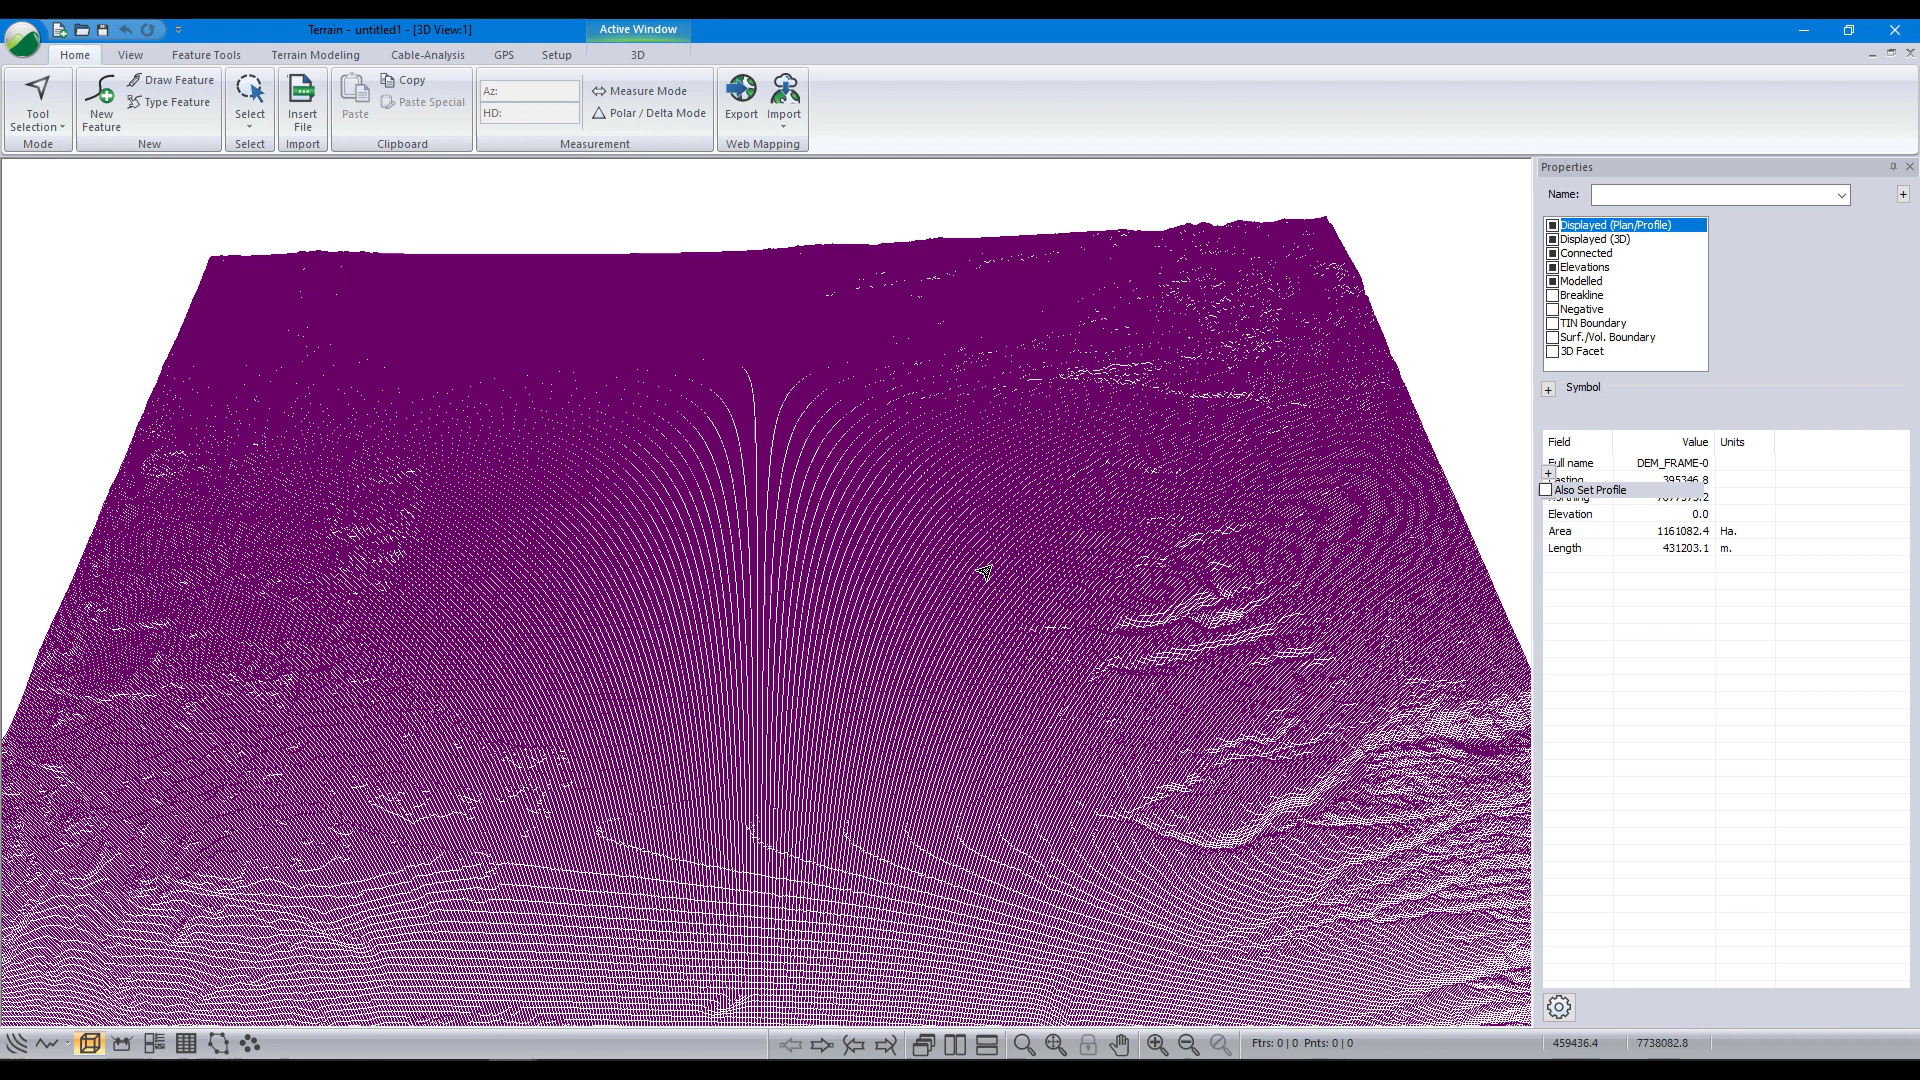 Terrain - untitled1 - [3D View:1]
Active Window
Home
View
Feature Tools
Terrain Modeling
Cable-Analysis
GPS
Setup
3D
Tool
Selection
Mode
New
Feature
Draw Feature
Type Feature
New
Select
Select
Insert
File
Import
Paste
Copy
Paste Special
Clipboard
Az:
HD:
Measure Mode
Polar / Delta Mode
Measurement
Export
Import
Web Mapping
Properties
Name:
Displayed (Plan/Profile)
Displayed (3D)
Connected
Elevations
Modelled
Breakline
Negative
TIN Boundary
Surf./Vol. Boundary
3D Facet
Symbol
Field Value Units
Full name DEM_FRAME-0
395346.8
Also Set Profile
Elevation 0.0
Area 1161082.4 Ha.
Length 431203.1 m.
Ftrs: 0 | 0 Pnts: 0 | 0
459436.4
7738082.8